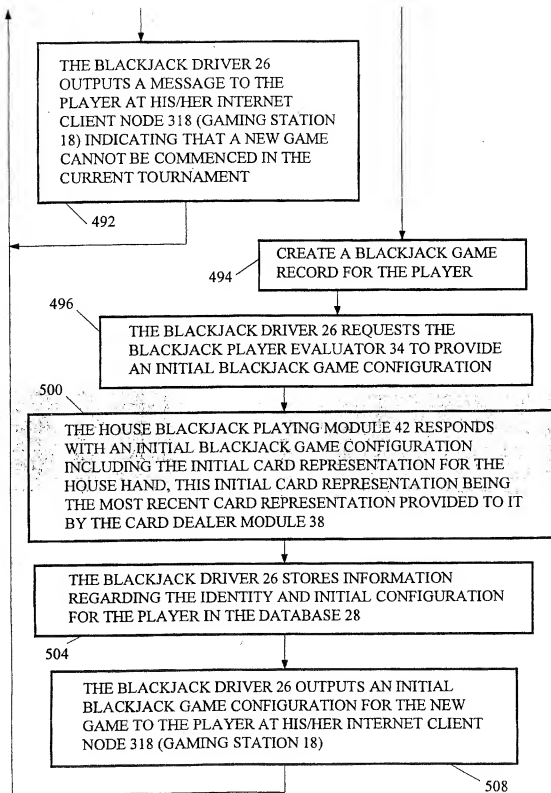 THE BLACKJACK DRIVER 26
OUTPUTS A MESSAGE TO THE
PLAYER AT HIS/HER INTERNET
CLIENT NODE 318 (GAMING STATION
18) INDICATING THAT A NEW GAME
CANNOT BE COMMENCED IN THE
CURRENT TOURNAMENT
492
CREATE A BLACKJACK GAME
RECORD FOR THE PLAYER
494
496
THE BLACKJACK DRIVER 26 REQUESTS THE
BLACKJACK PLAYER EVALUATOR 34 TO PROVIDE
AN INITIAL BLACKJACK GAME CONFIGURATION
500
THE HOUSE BLACKJACK PLAYING MODULE 42 RESPONDS
WITH AN INITIAL BLACKJACK GAME CONFIGURATION
INCLUDING THE INITIAL CARD REPRESENTATION FOR THE
HOUSE HAND, THIS INITIAL CARD REPRESENTATION BEING
THE MOST RECENT CARD REPRESENTATION PROVIDED TO IT
BY THE CARD DEALER MODULE 38
THE BLACKJACK DRIVER 26 STORES INFORMATION
REGARDING THE IDENTITY AND INITIAL CONFIGURATION
FOR THE PLAYER IN THE DATABASE 28
504
THE BLACKJACK DRIVER 26 OUTPUTS AN INITIAL
BLACKJACK GAME CONFIGURATION FOR THE NEW
GAME TO THE PLAYER AT HIS/HER INTERNET CLIENT
NODE 318 (GAMING STATION 18)
508